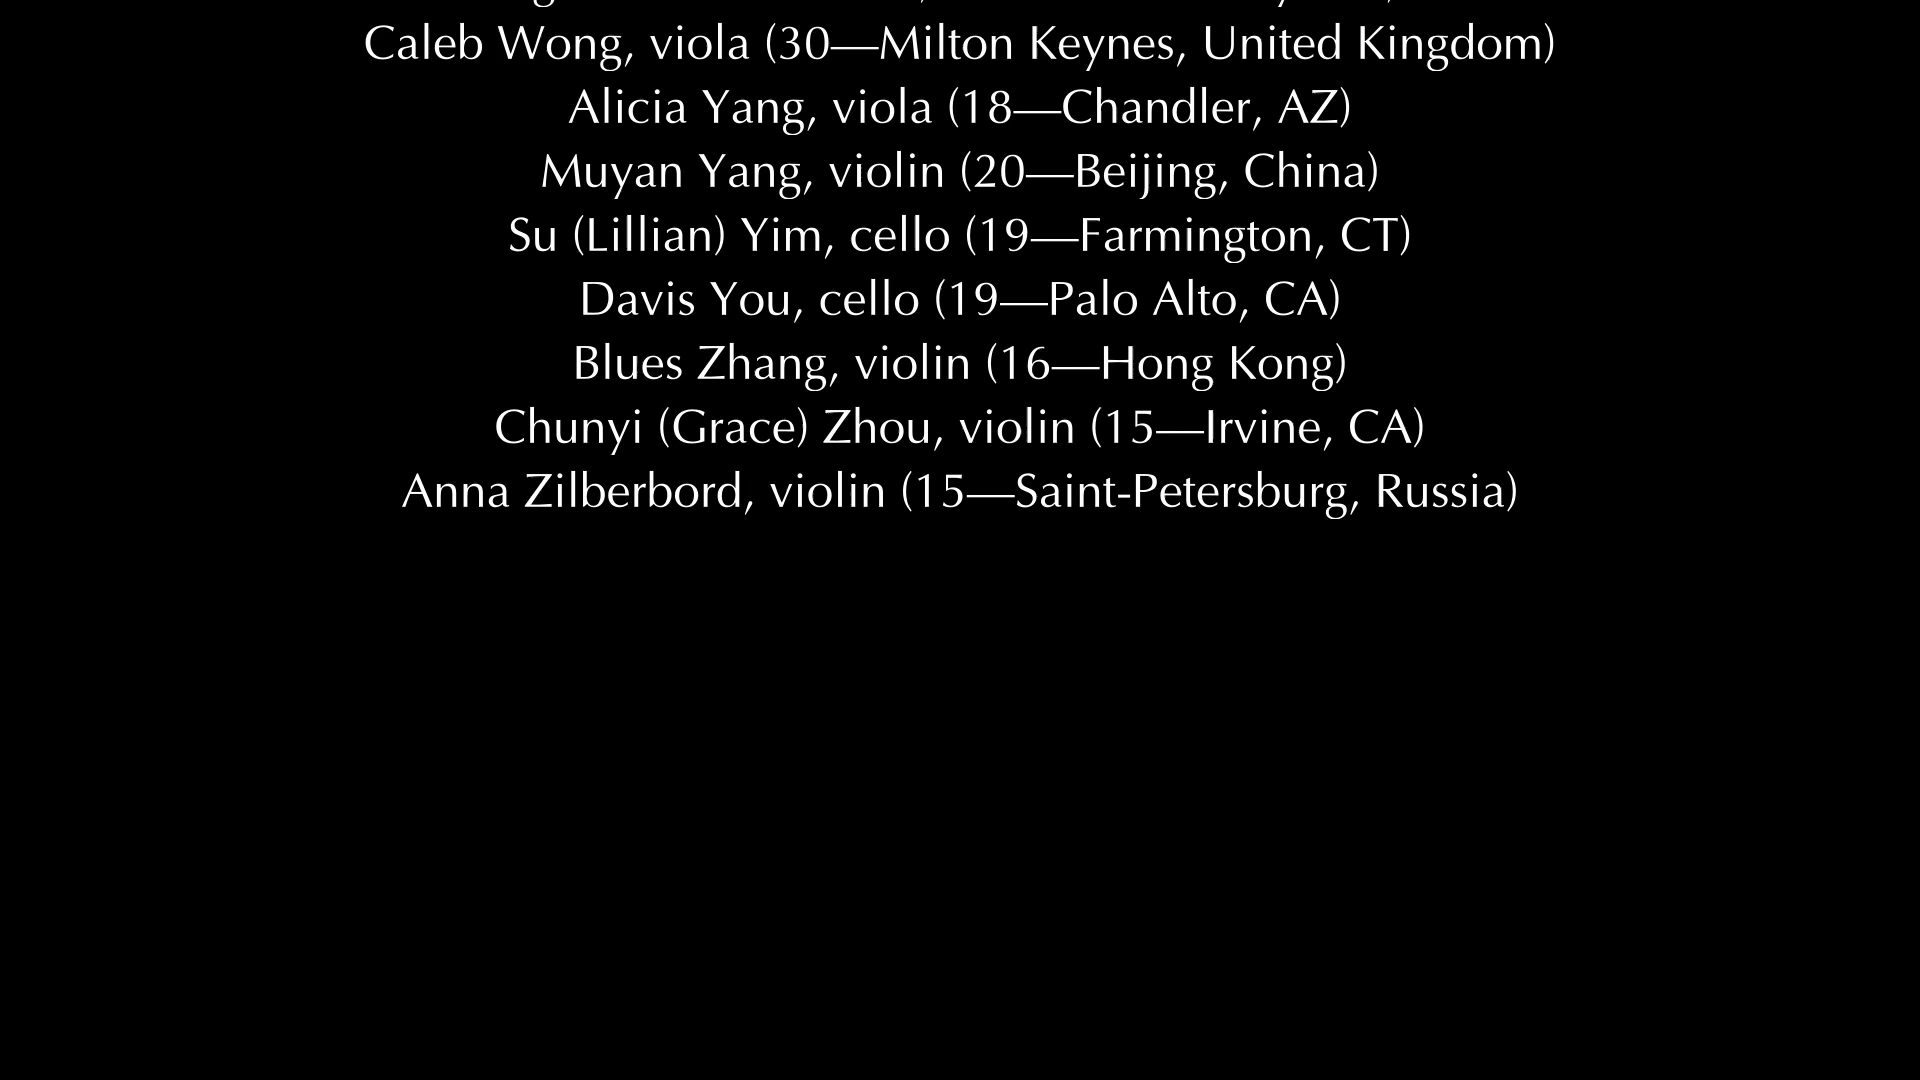 Caleb Wong, viola (30—Milton Keynes, United Kingdom)
Alicia Yang, viola (18—Chandler, AZ)
Muyan Yang, violin (20—Beijing, China)
Su (Lillian) Yim, cello (19—Farmington, CT)
Davis You, cello (19—Palo Alto, CA)
Blues Zhang, violin (16—Hong Kong)
Chunyi (Grace) Zhou, violin (15—Irvine, CA)
Anna Zilberbord, violin (15—Saint-Petersburg, Russia)